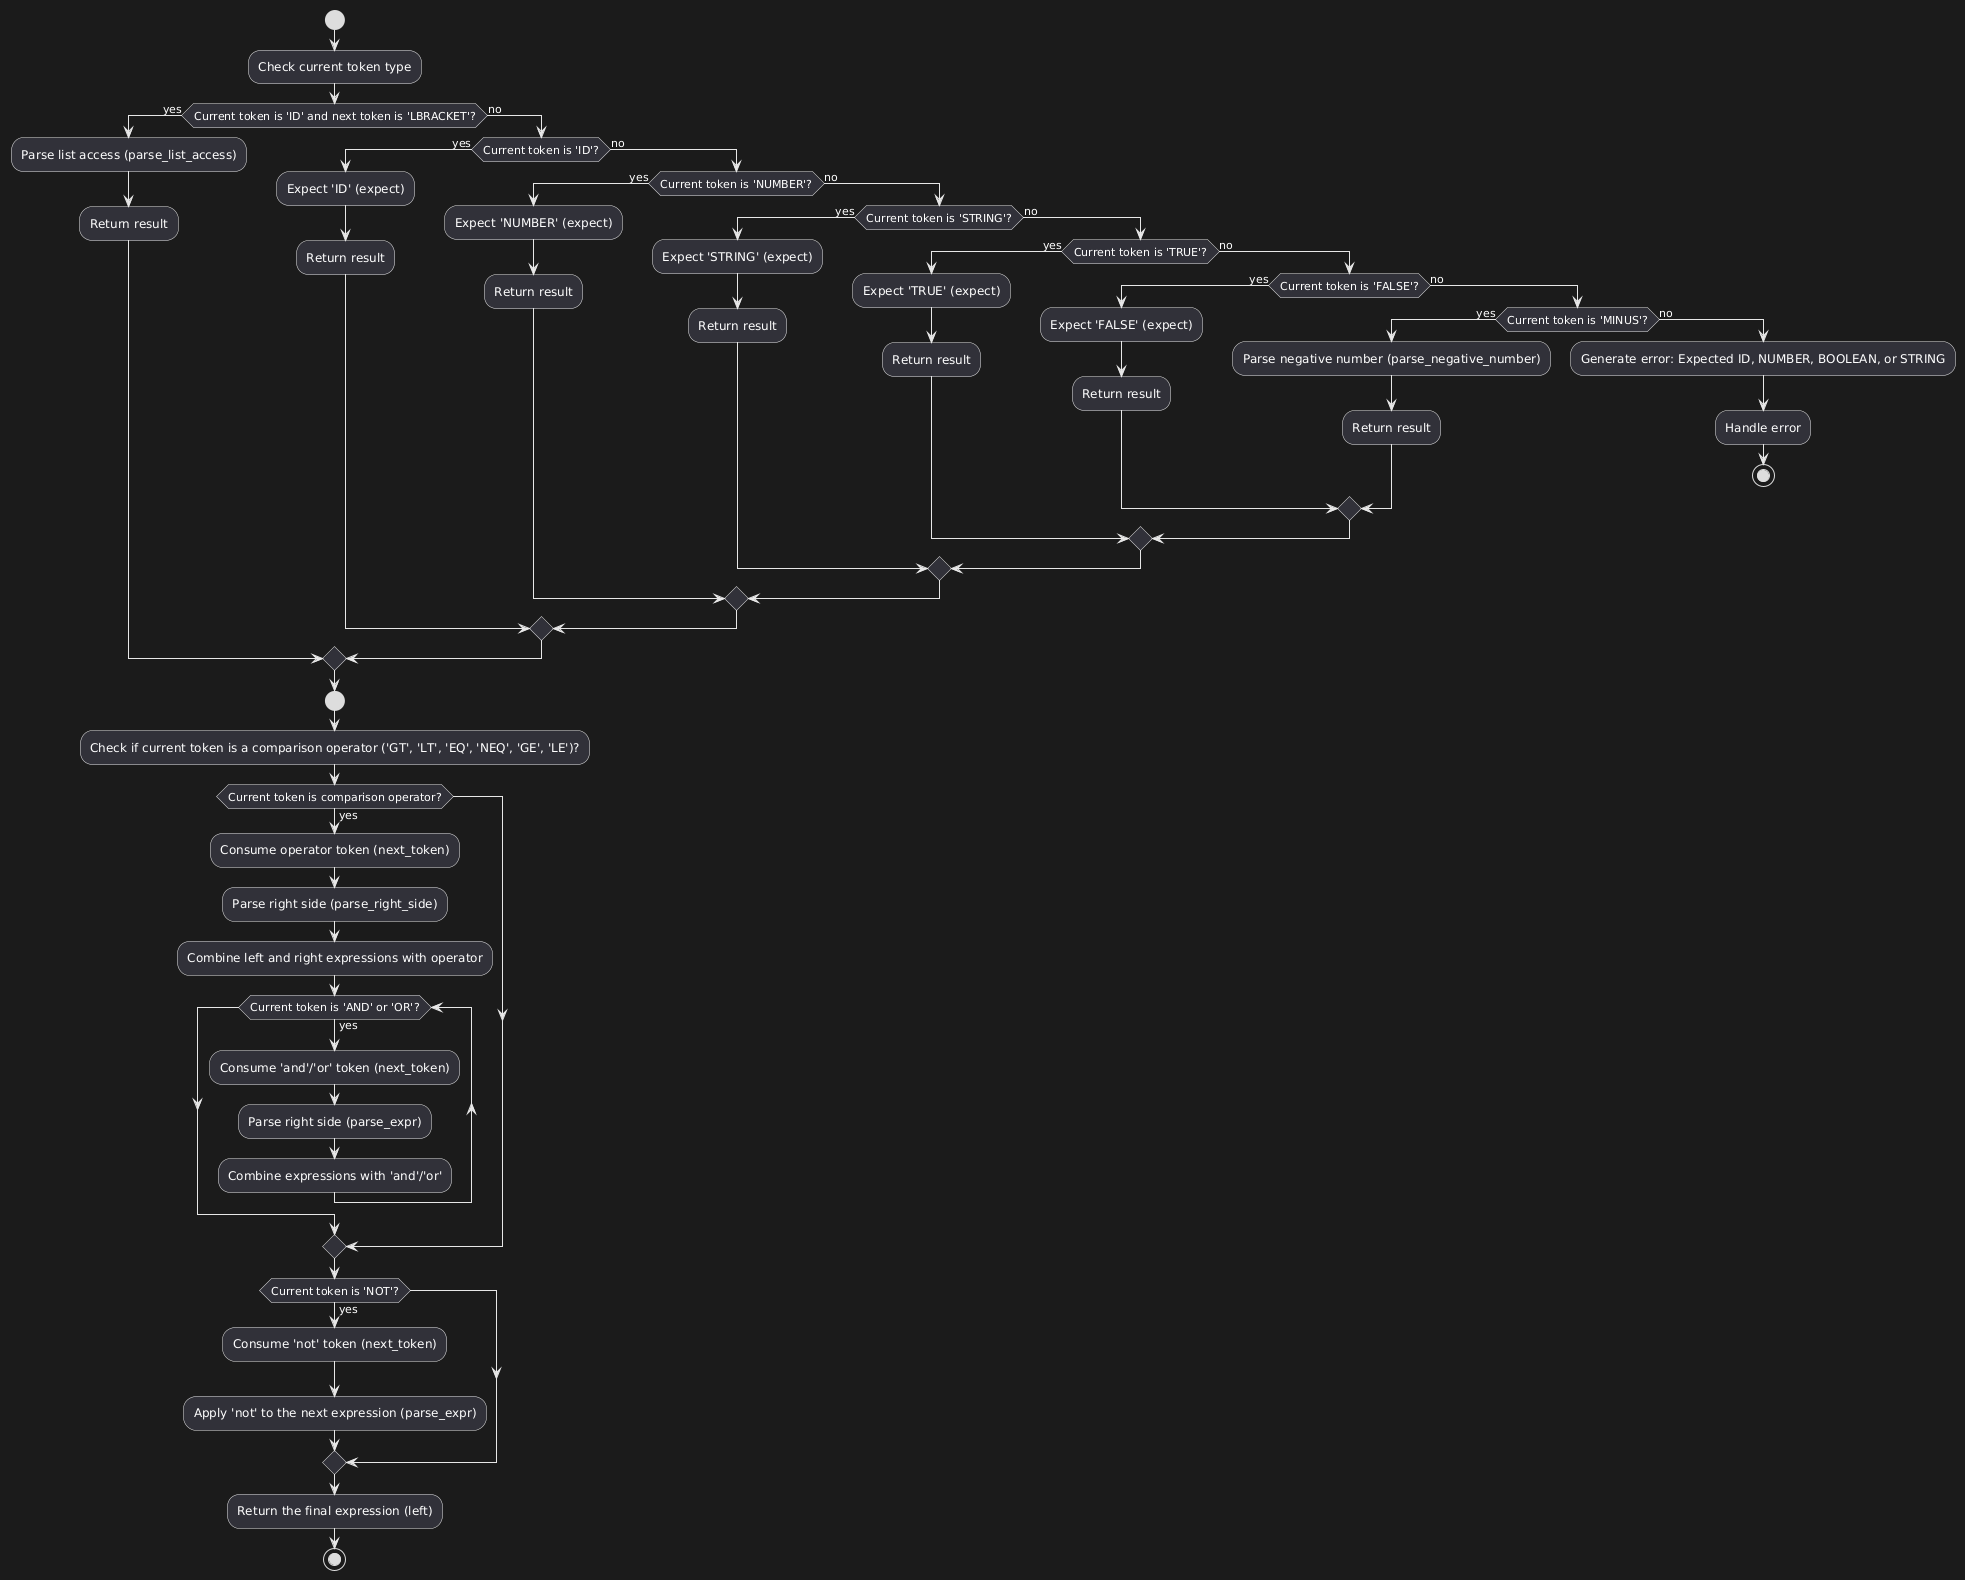 Check current token type
yes
Current token is 'ID' and next token is 'LBRACKET'?
no
Parse list access (parse_list_access)
Return result
yes
Current token is 'ID'?
no
Expect 'ID' (expect)
Return result
yes
Current token is 'NUMBER'?
no
Expect 'NUMBER' (expect)
Return result
yes
Current token is 'STRING'?
no
Expect 'STRING' (expect)
Return result
yes
Current token is 'TRUE'?
no
Expect 'TRUE' (expect)
Return result
yes
Current token is 'FALSE'?
no
Expect 'FALSE' (expect)
Return result
yes
Current token is 'MINUS'?
no
Parse negative number (parse_negative_number)
Return result
Generate error: Expected ID, NUMBER, BOOLEAN, or STRING
Handle error
Check if current token is a comparison operator ('GT', 'LT', 'EQ', 'NEQ', 'GE', 'LE')?
Current token is comparison operator?
yes
Consume operator token (next_token)
Parse right side (parse_right_side)
Combine left and right expressions with operator
Current token is 'AND' or 'OR'?
yes
Consume 'and'/'or' token (next_token)
Parse right side (parse_expr)
Combine expressions with 'and'/'or'
Current token is 'NOT'?
yes
Consume 'not' token (next_token)
Apply 'not' to the next expression (parse_expr)
Return the final expression (left)